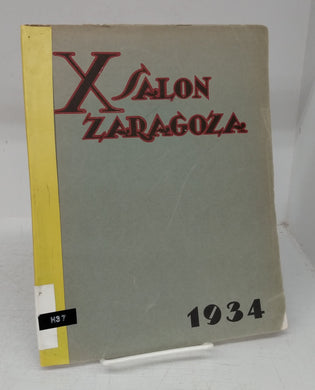 X SALON
ZARAGOZA
1934
H37